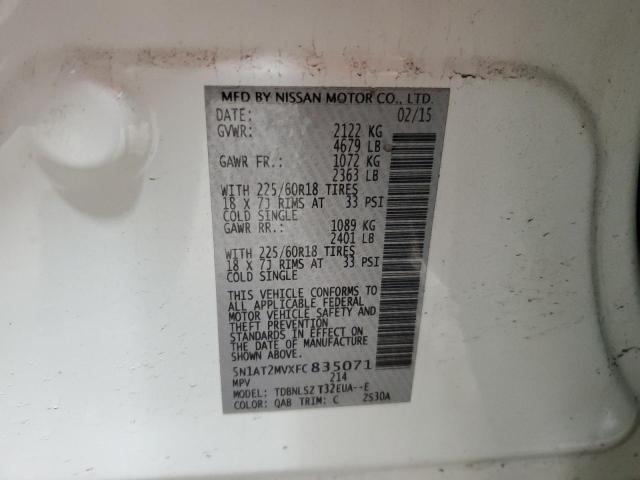 MFD BY NISSAN MOTOR CO., LTD.
DATE: 02/15
GVWR: 2122 KG
4679 LB
GAWR FR.: 1072 KG
2363 LB
WITH 225/60R18 TIRES
18 X 7J RIMS AT 33 PSI
COLD SINGLE
GAWR RR.: 1089 KG
2401 LB
WITH 225/60R18 TIRES
18 X 7J RIMS AT 33 PSI
COLD SINGLE
THIS VEHICLE CONFORMS TO
ALL APPLICABLE FEDERAL
MOTOR VEHICLE SAFETY AND
THEFT PREVENTION
STANDARDS IN EFFECT ON
THE DATE OF MANUFACTURE
SHOWN ABOVE.
5N1AT2MVXFC835071
MPV 214
MODEL: TDBNLSZ T32EUA--E
COLOR: QAB TRIM: C 2S30A